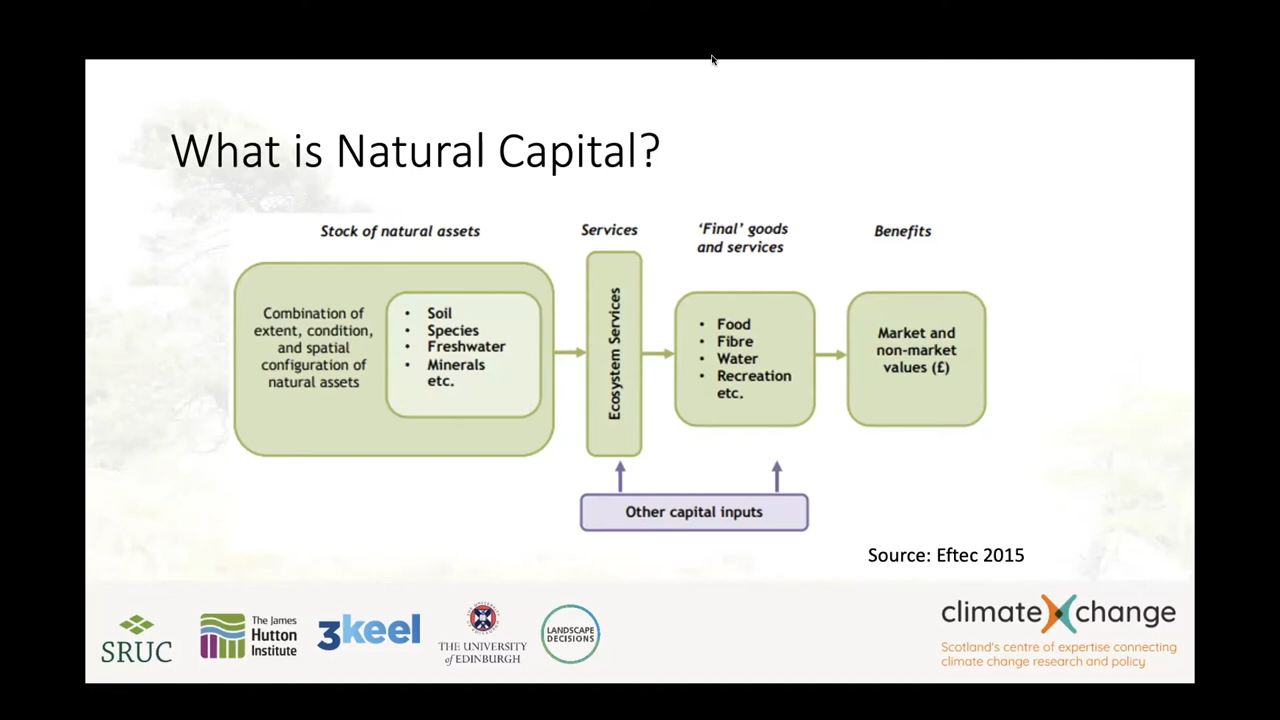 What is Natural Capital?
Stock of natural assets
Services
‘Final’ goods
and services
Benefits
Combination of
extent, condition,
and spatial
configuration of
natural assets
• Soil
• Species
• Freshwater
• Minerals
etc.
Ecosystem Services
• Food
• Fibre
• Water
• Recreation
etc.
Market and
non-market
values (£)
Other capital inputs
Source: Eftec 2015
SRUC
The James
Hutton
Institute
3keel
THE UNIVERSITY
of EDINBURGH
LANDSCAPE
DECISIONS
climateXchange
Scotland's centre of expertise connecting
climate change research and policy